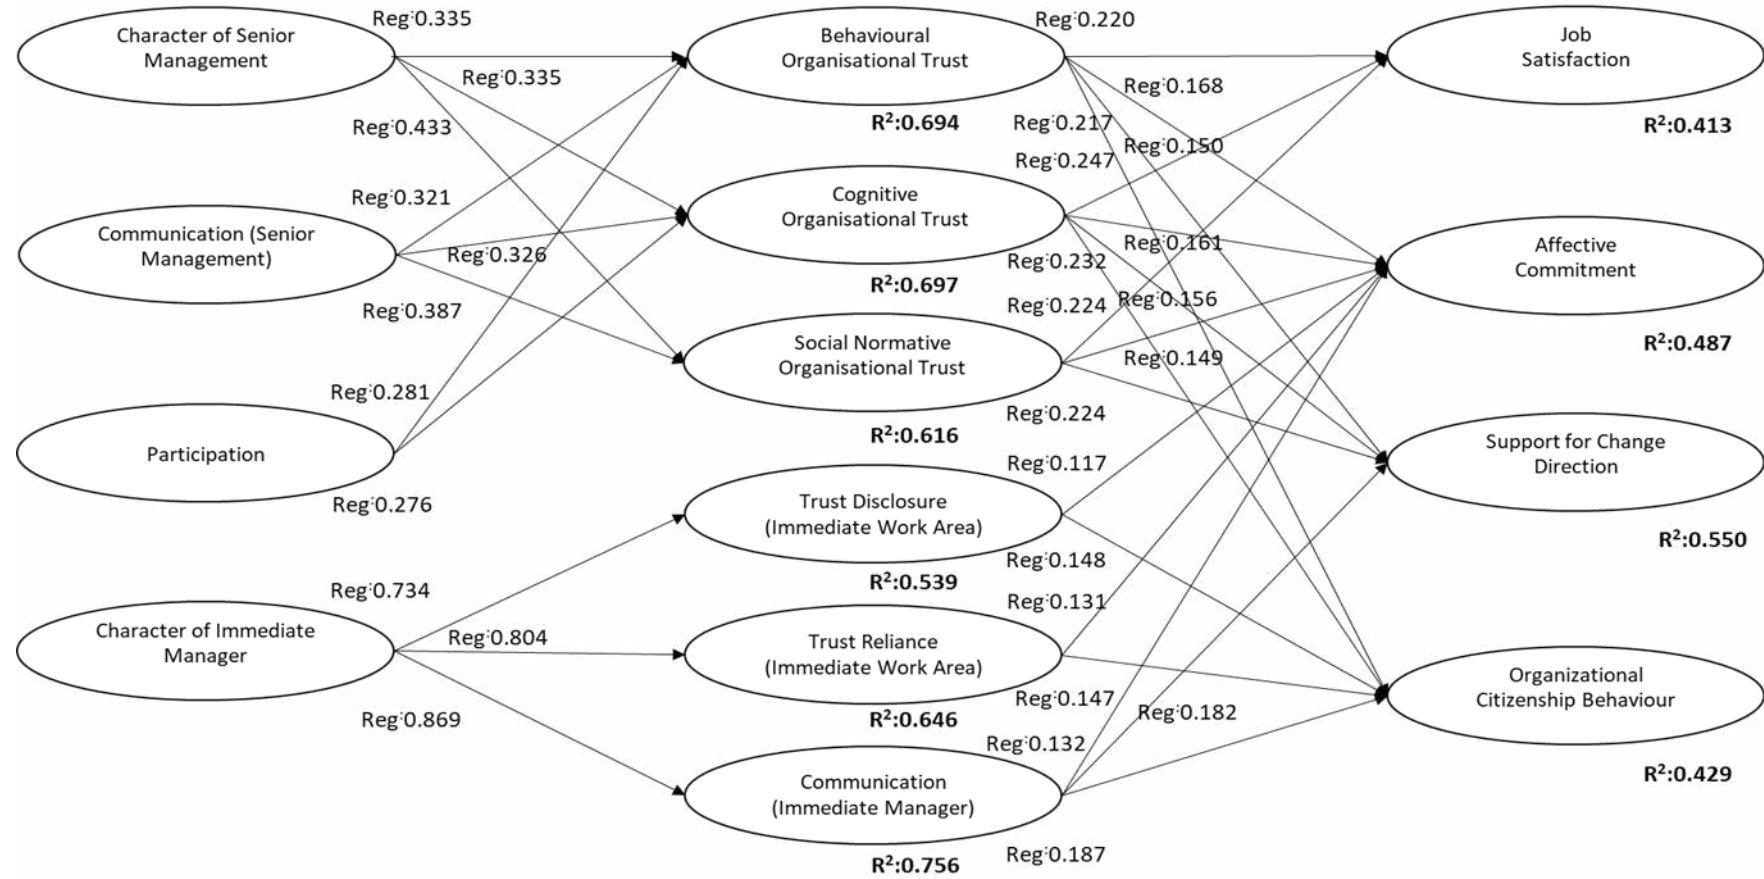 Reg:0.335
Character of Senior
Management
Reg:0.335
Reg:0.433
Reg:0.321
Communication (Senior
Management)
Reg:0.326
Reg:0.387
Reg:0.281
Participation
Reg:0.276
Reg:0.734
Character of Immediate
Manager
Reg:0.804
Reg:0.869
Behavioural
Organisational Trust
R²:0.694
Cognitive
Organisational Trust
R²:0.697
Social Normative
Organisational Trust
R²:0.616
Trust Disclosure
(Immediate Work Area)
R²:0.539
Trust Reliance
(Immediate Work Area)
R²:0.646
Communication
(Immediate Manager)
R²:0.756
Reg:0.220
Reg:0.168
Reg:0.217
Reg:0.150
Reg:0.247
Reg:0.161
Reg:0.232
Reg:0.156
Reg:0.224
Reg:0.149
Reg:0.224
Reg:0.117
Reg:0.148
Reg:0.131
Reg:0.147
Reg:0.182
Reg:0.132
Reg:0.187
Job
Satisfaction
R²:0.413
Affective
Commitment
R²:0.487
Support for Change
Direction
R²:0.550
Organizational
Citizenship Behaviour
R²:0.429